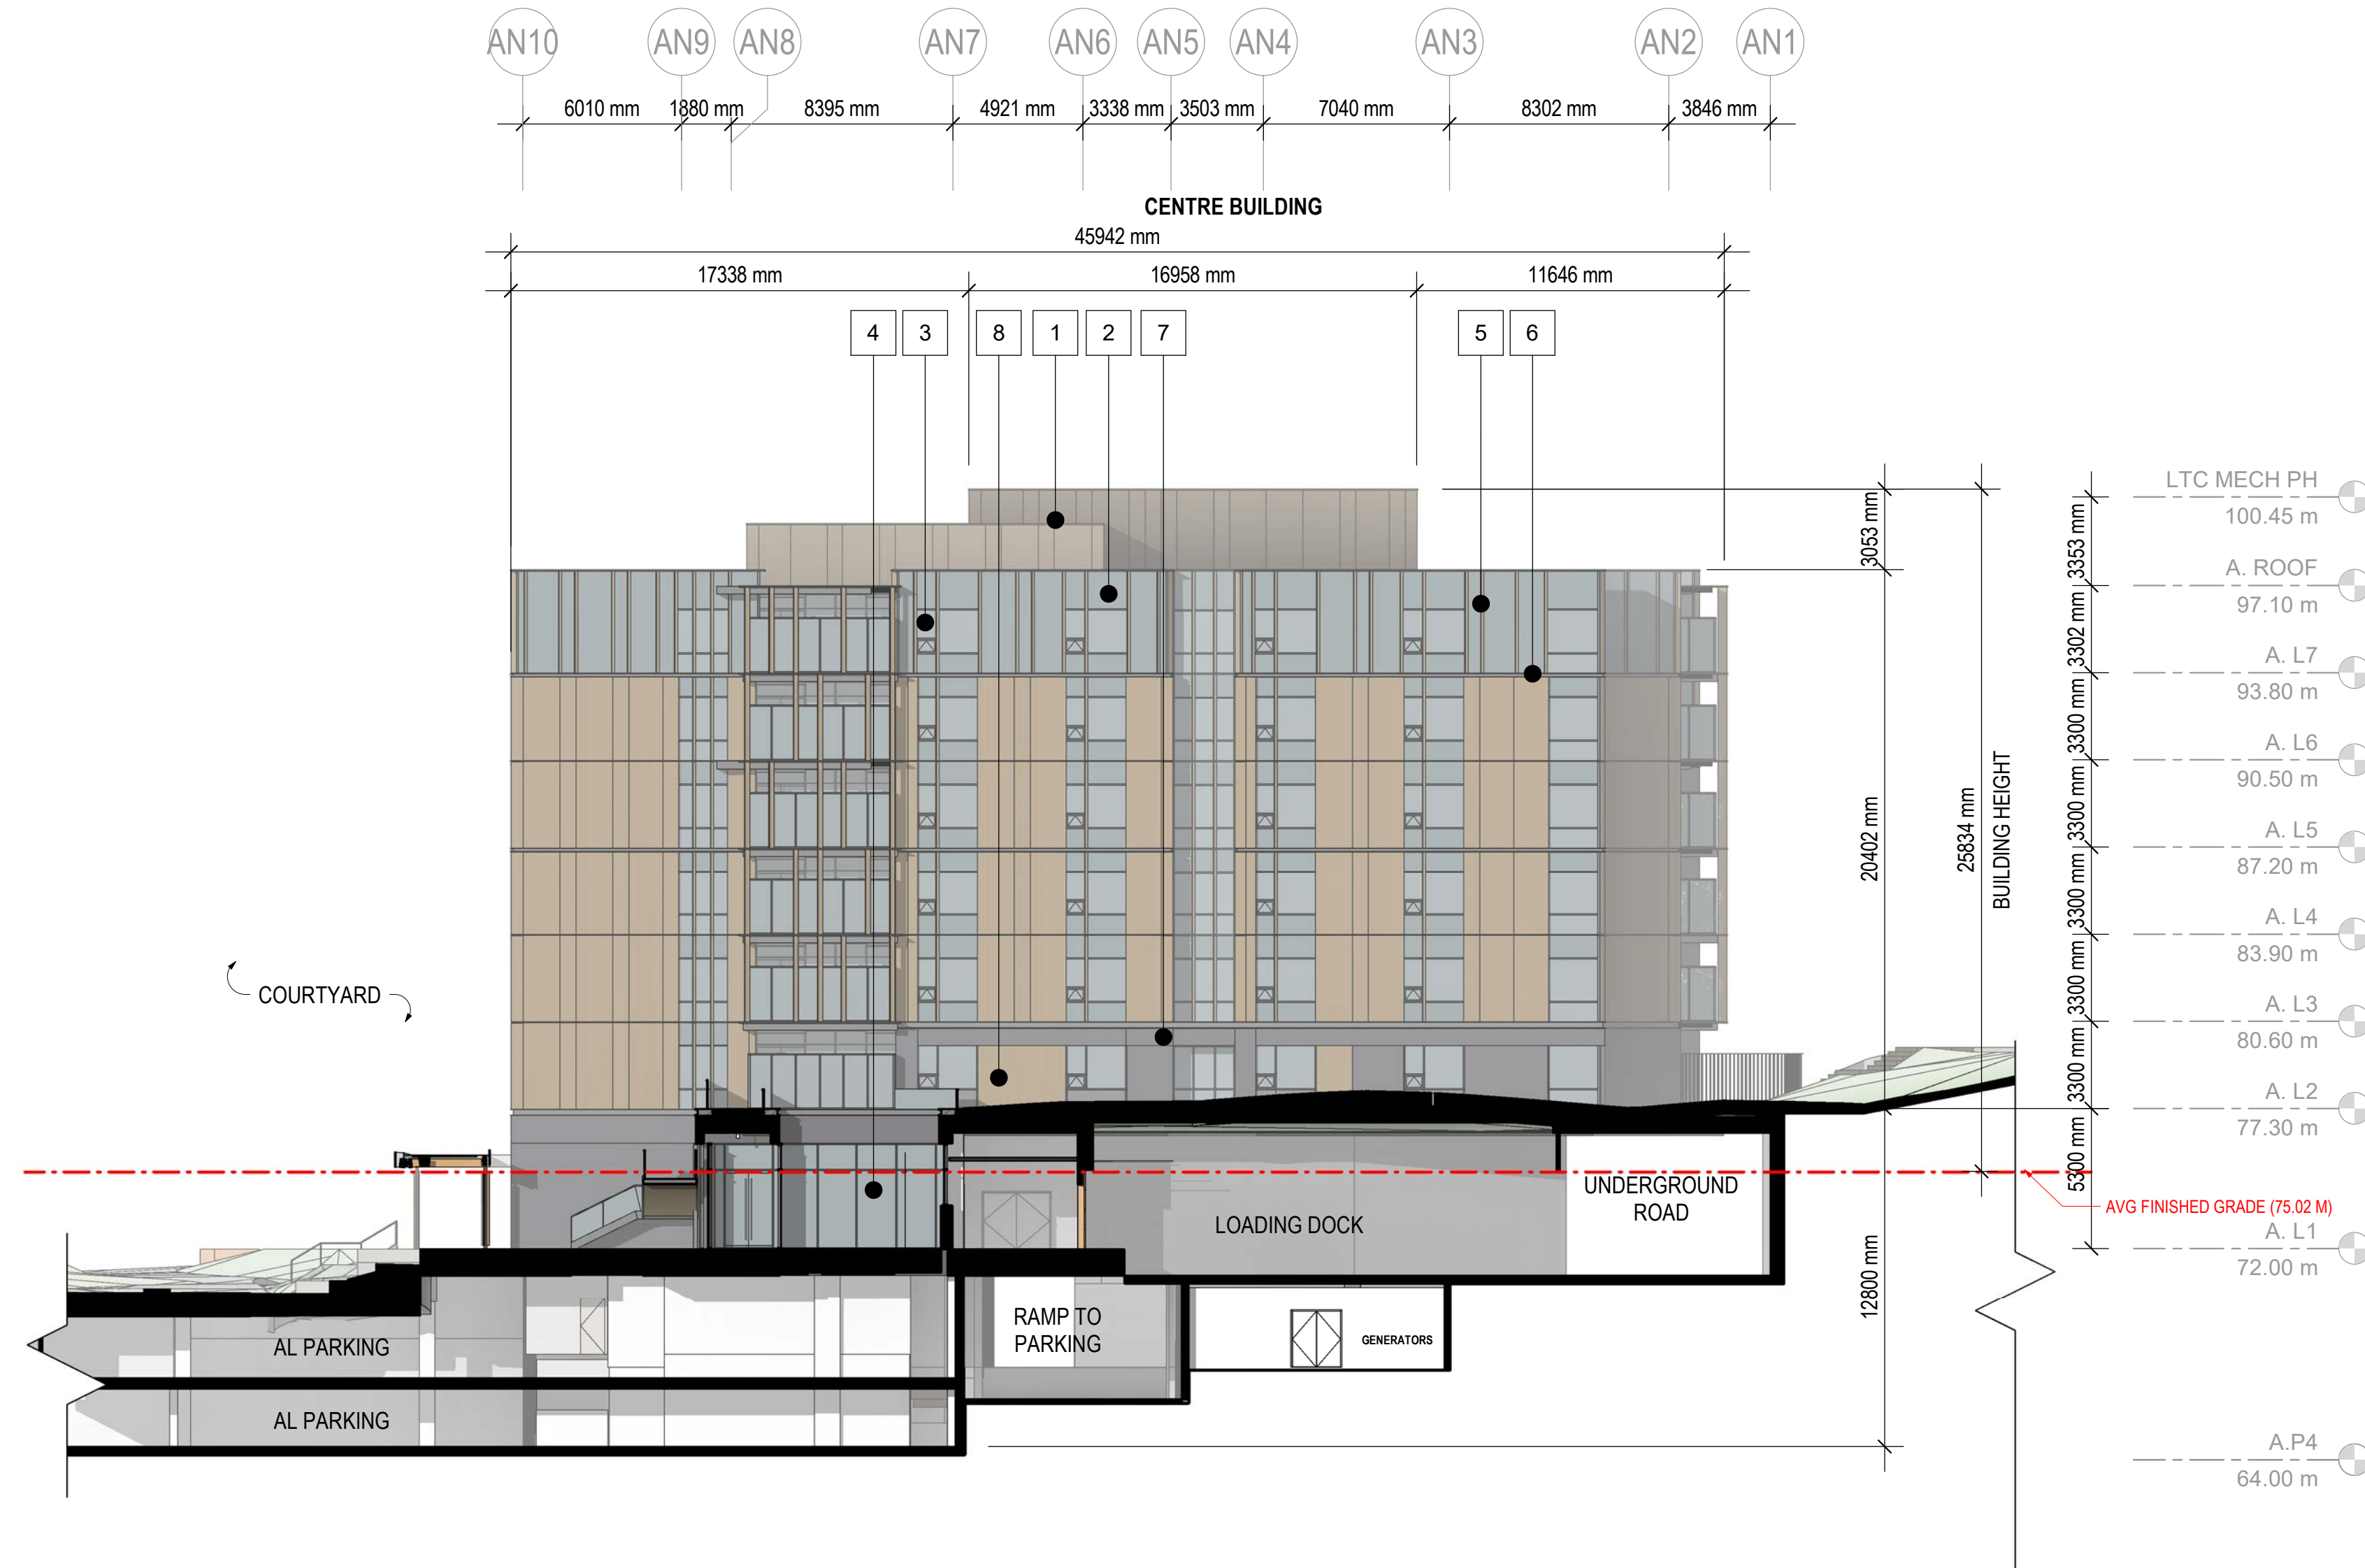 AN10 AN9 AN8 AN7 AN6 AN5 AN4 AN3 AN2 AN1
6010 mm 1880 mm 8395 mm 4921 mm 3338 mm 3503 mm 7040 mm 8302 mm 3846 mm
CENTRE BUILDING
45942 mm
17338 mm 16958 mm 11646 mm
4 3 8 1 2 7 5 6
LTC MECH PH
100.45 m
A. ROOF
97.10 m
A. L7
93.80 m
A. L6
90.50 m
A. L5
87.20 m
A. L4
83.90 m
A. L3
80.60 m
A. L2
77.30 m
AVG FINISHED GRADE (75.02 M)
A. L1
72.00 m
A.P4
64.00 m
3353 mm
3302 mm
3300 mm
3300 mm
3300 mm
3300 mm
3300 mm
5300 mm
3053 mm
20402 mm
12800 mm
25834 mm
BUILDING HEIGHT
COURTYARD
UNDERGROUND
ROAD
LOADING DOCK
RAMP TO
PARKING
GENERATORS
AL PARKING
AL PARKING